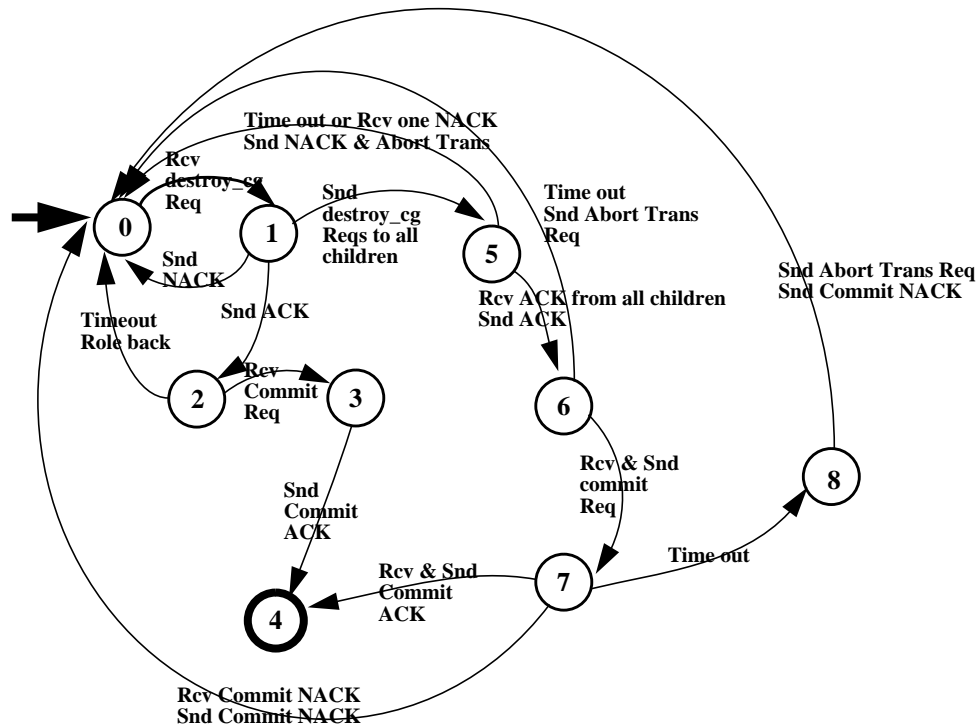 Time out or Rcv one NACK
Snd NACK & Abort Trans
Rcv
destroy_cg
Req
Snd
destroy_cg
Reqs to all
children
Time out
Snd Abort Trans
Req
0
1
5
Snd
NACK
Snd Abort Trans Req
Snd Commit NACK
Rcv ACK from all children
Snd ACK
Snd ACK
Timeout
Role back
Rcv
Commit
Req
2
3
6
Rcv & Snd
commit
Req
8
Snd
Commit
ACK
Time out
Rcv & Snd
Commit
ACK
7
4
Rcv Commit NACK
Snd Commit NACK